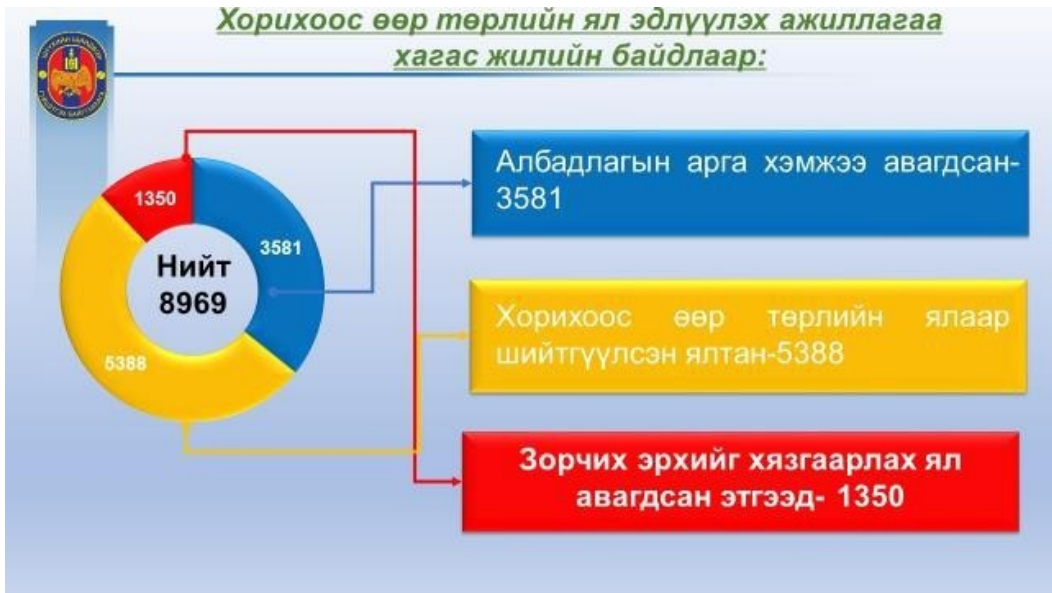 Хорихоос өөр төрлийн ял эдлүүлэх ажиллагаа
хагас жилийн байдлаар:
Албадлагын арга хэмжээ авагдсан-
3581
1350
3581
Нийт
8969
5388
Хорихоос өөр төрлийн ялаар
шийтгүүлсэн ялтан-5388
Зорчих эрхийг хязгаарлах ял
авагдсан этгээд- 1350